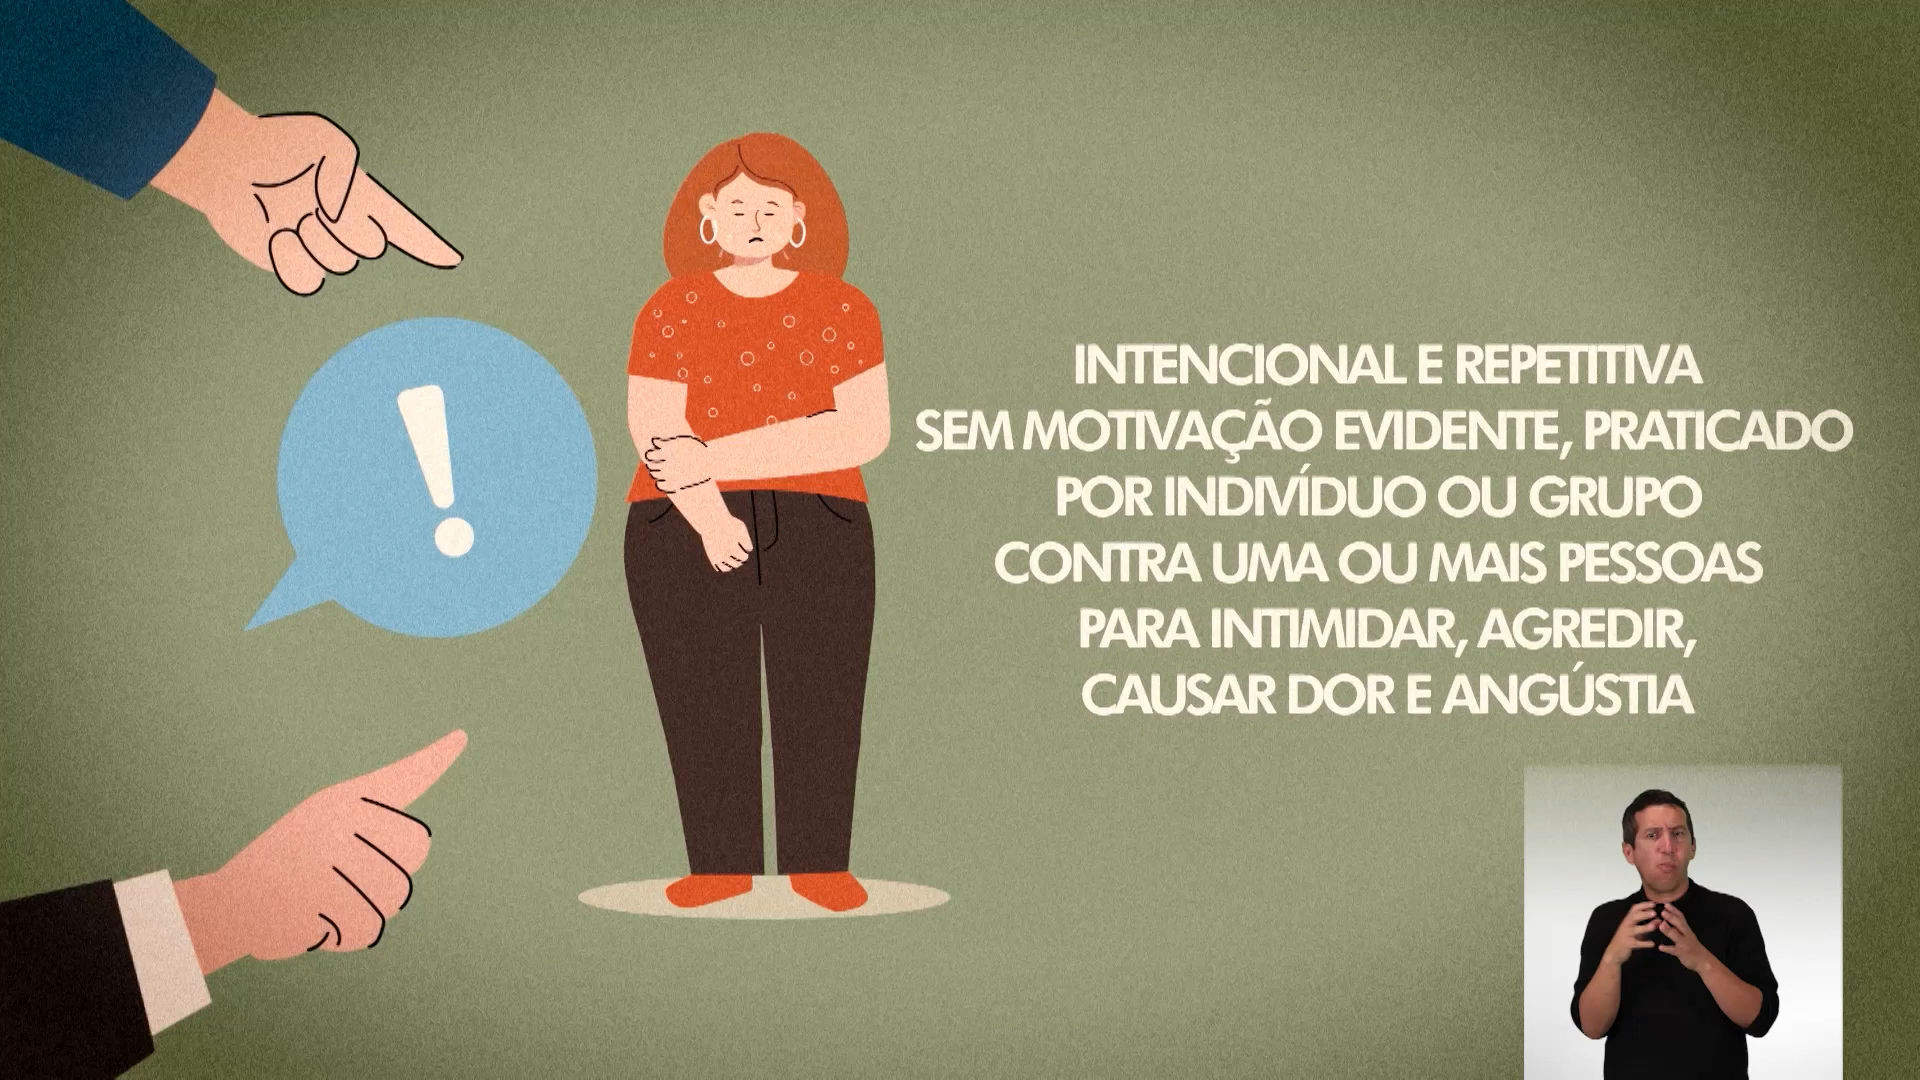 !
INTENCIONAL E REPETITIVA
SEM MOTIVAÇÃO EVIDENTE, PRATICADO
POR INDIVÍDUO OU GRUPO
CONTRA UMA OU MAIS PESSOAS
PARA INTIMIDAR, AGREDIR,
CAUSAR DOR E ANGÚSTIA